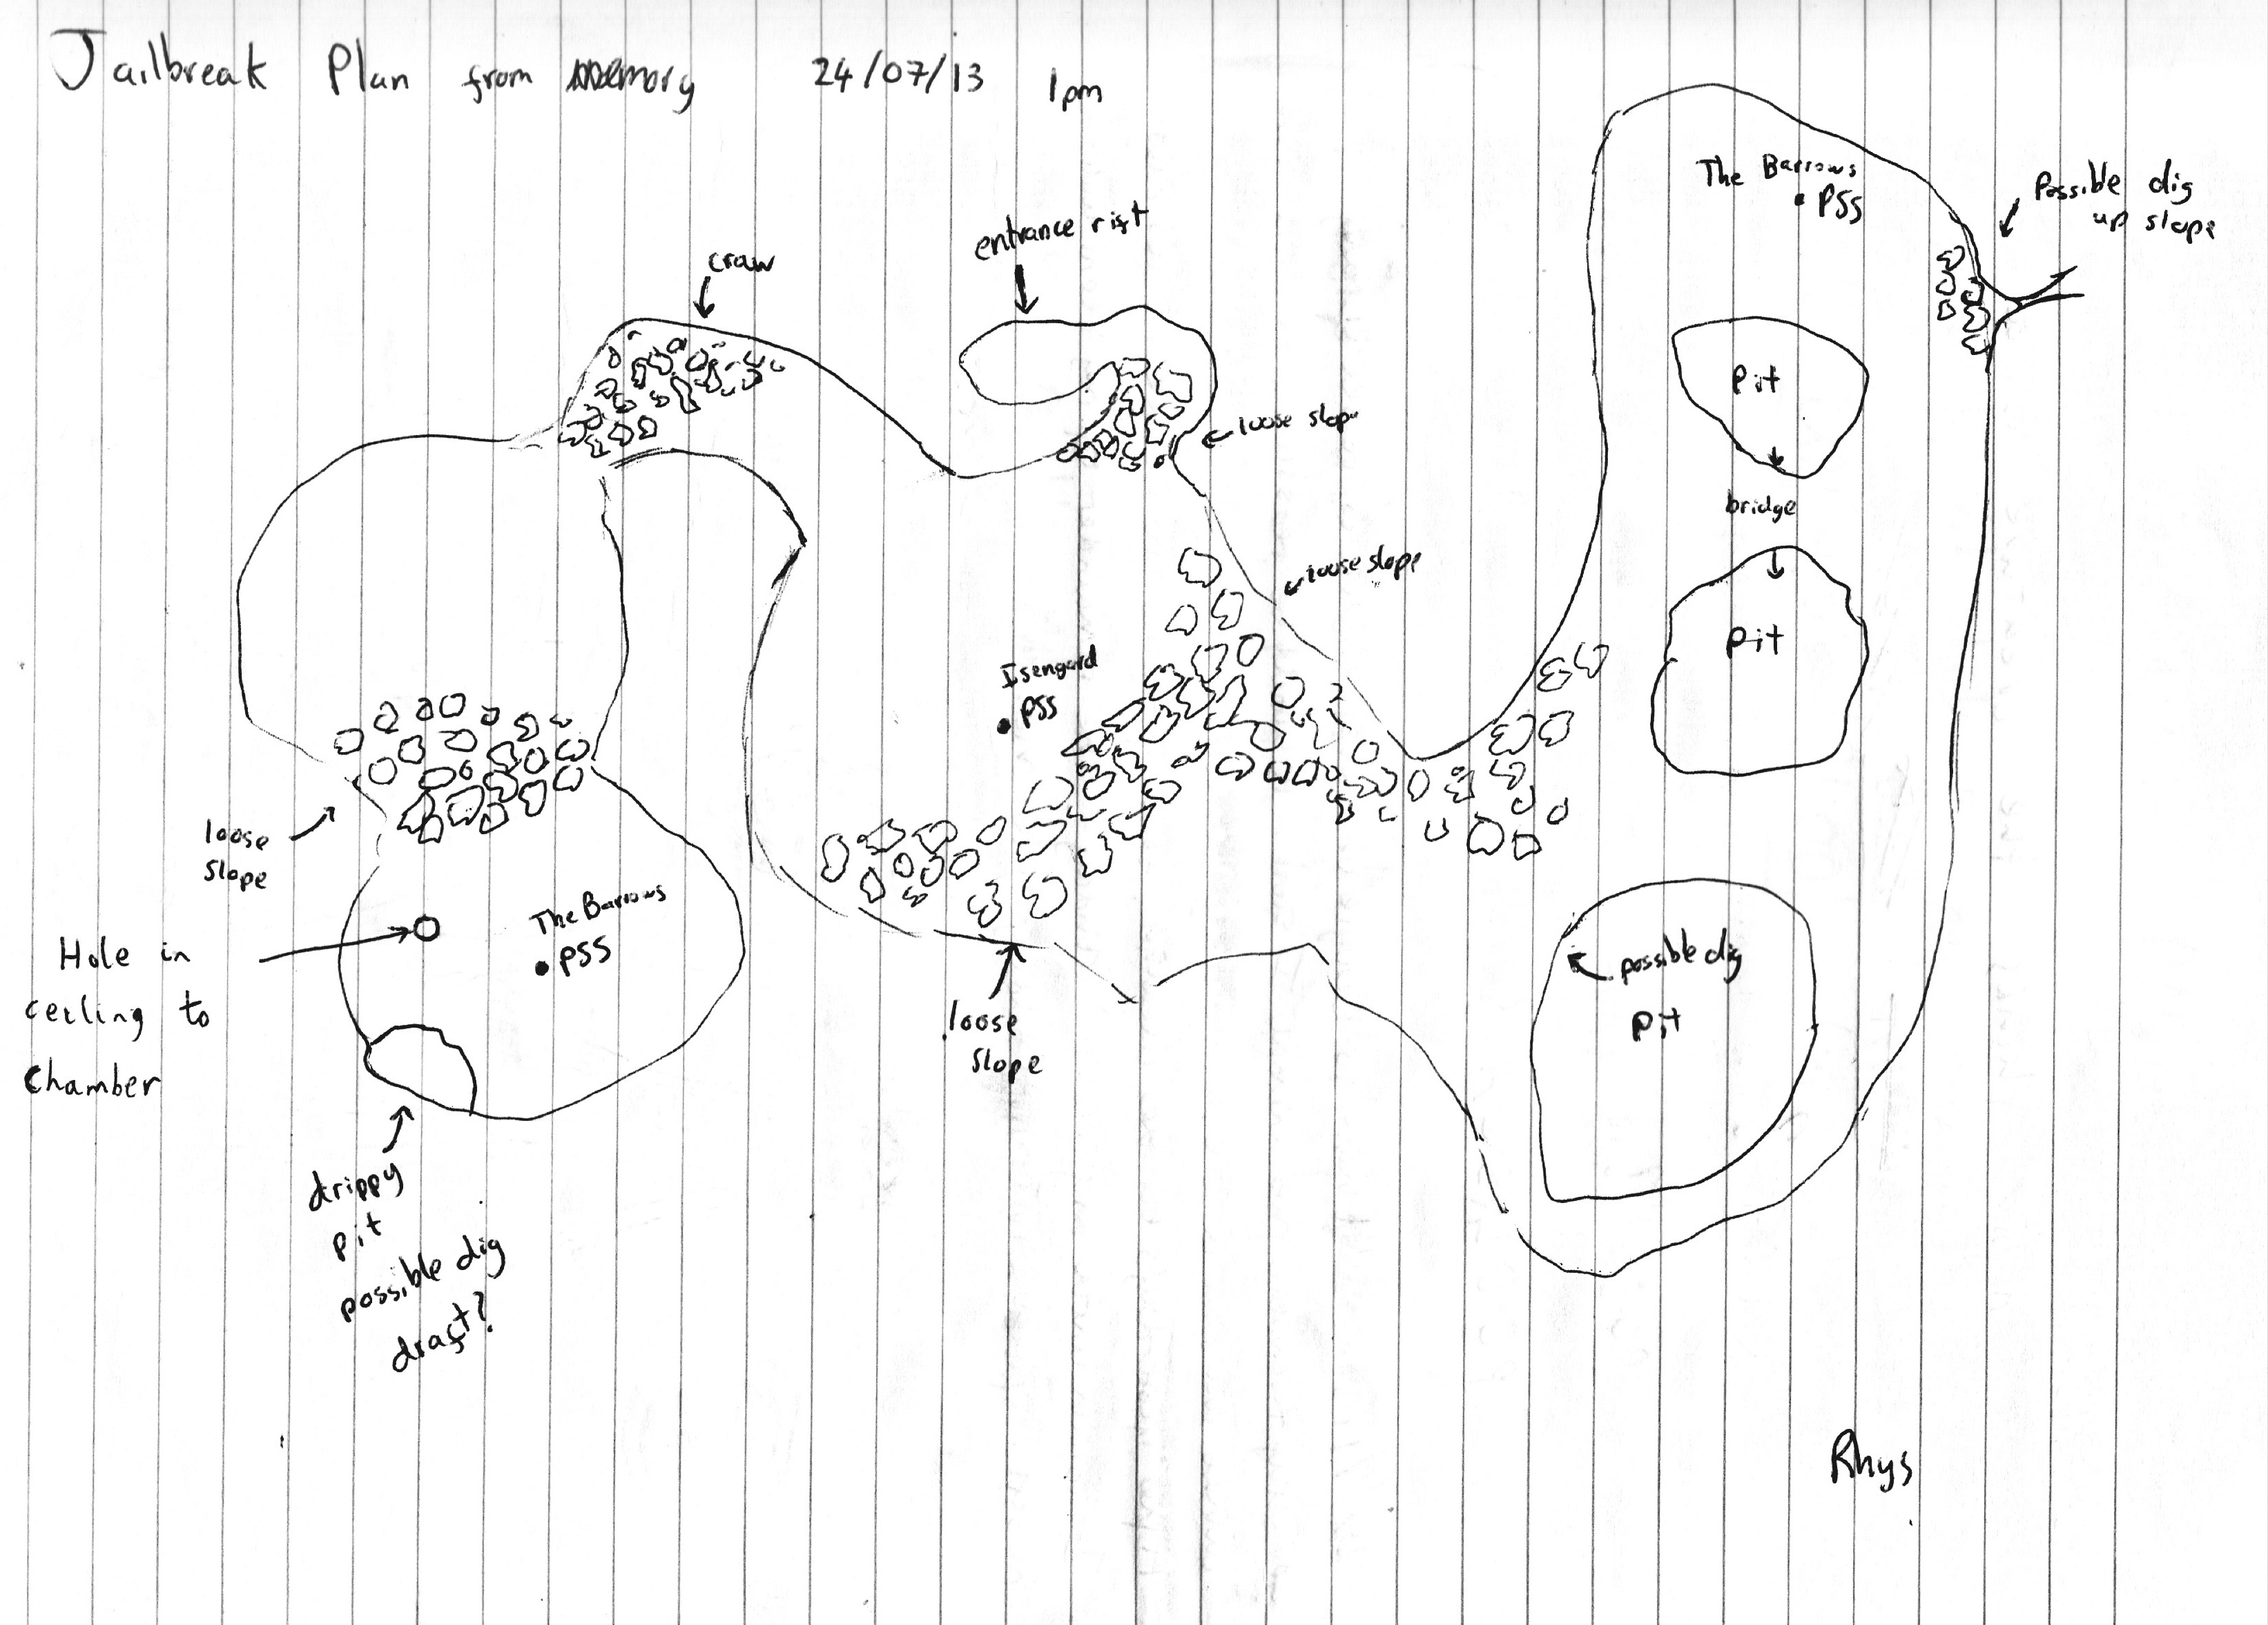 Jailbreak Plan from memory 24/07/13 1pm
The Barrows
PSS
Possible dig
up slope
entrance rift
craw
Pit
loose slope
bridge
loose slope
Pit
Isengard
PSS
loose
slope
The Barrows
PSS
Hole in
ceiling to
chamber
possible dig
Pit
loose
slope
drippy
pit
possible dig
draft?
Rhys